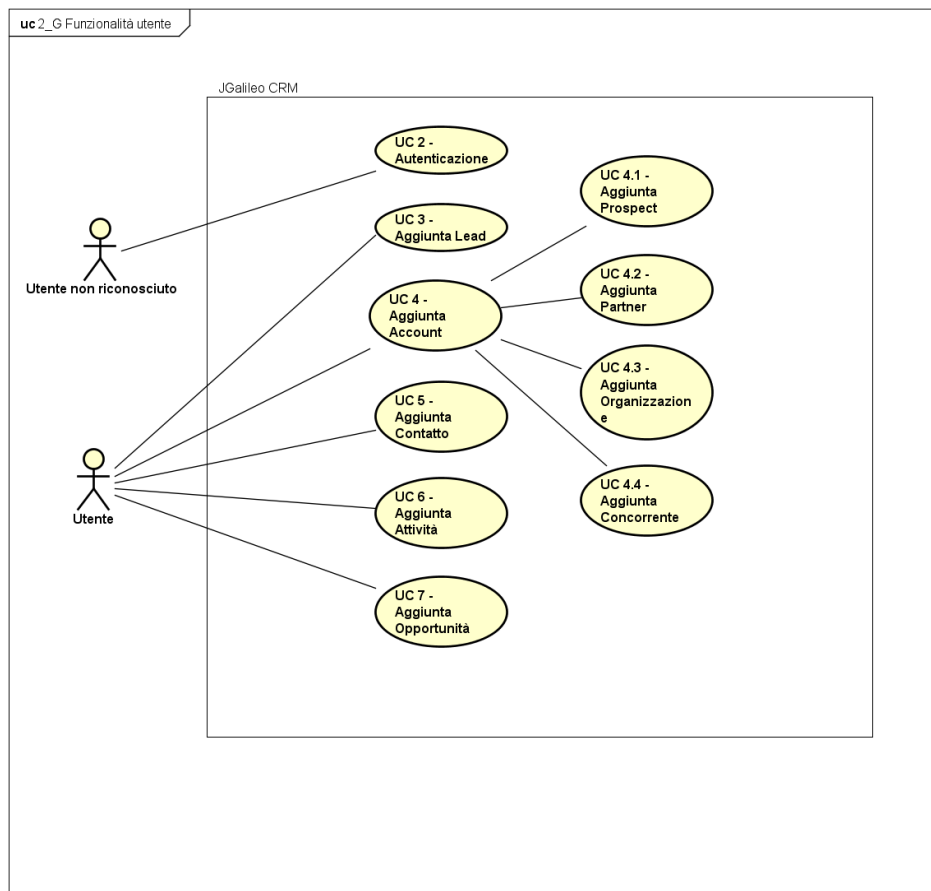 uc 2_G Funzionalità utente
JGalileo CRM
UC 2 -
Autenticazione
UC 3 -
Aggiunta Lead
UC 4 -
Aggiunta
Account
UC 5 -
Aggiunta
Contatto
UC 6 -
Aggiunta
Attività
UC 7 -
Aggiunta
Opportunità
UC 4.1 -
Aggiunta
Prospect
UC 4.2 -
Aggiunta
Partner
UC 4.3 -
Aggiunta
Organizzazion
e
UC 4.4 -
Aggiunta
Concorrente
Utente non riconosciuto
Utente